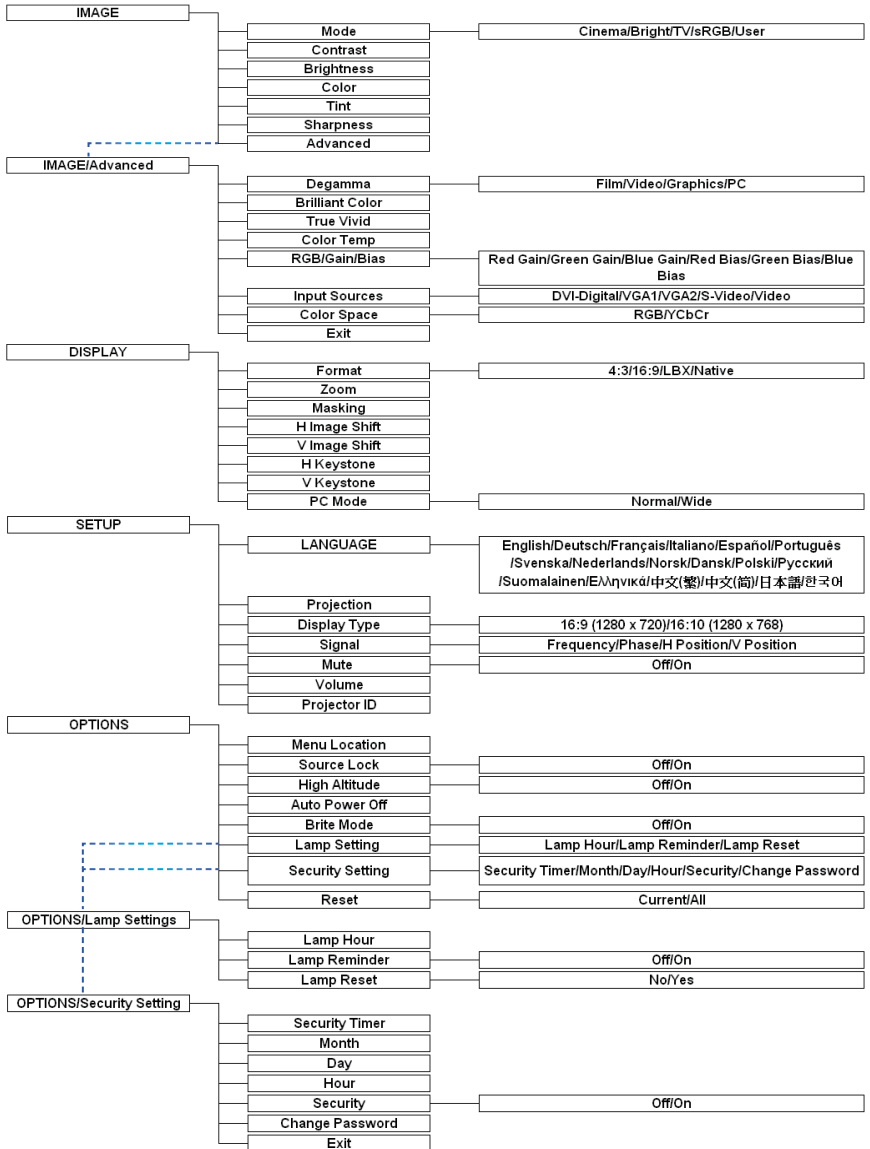 IMAGE
Mode Cinema/Bright/TV/sRGB/User
Contrast
Brightness
Color
Tint
Sharpness
Advanced
IMAGE/Advanced
Degamma Film/Video/Graphics/PC
Brilliant Color
True Vivid
Color Temp
RGB/Gain/Bias Red Gain/Green Gain/Blue Gain/Red Bias/Green Bias/Blue
Bias
Input Sources DVI-Digital/VGA1/VGA2/S-Video/Video
Color Space RGB/YCbCr
Exit
DISPLAY
Format 4:3/16:9/LBX/Native
Zoom
Masking
H Image Shift
V Image Shift
H Keystone
V Keystone
PC Mode Normal/Wide
SETUP
LANGUAGE English/Deutsch/Français/Italiano/Español/Português
/Svenska/Nederlands/Norsk/Dansk/Polski/Русский
/Suomalainen/Ελληνικά/中文(繁)/中文(简)/日本語/한국어
Projection
Display Type 16:9 (1280 x 720)/16:10 (1280 x 768)
Signal Frequency/Phase/H Position/V Position
Mute Off/On
Volume
Projector ID
OPTIONS
Menu Location
Source Lock Off/On
High Altitude Off/On
Auto Power Off
Brite Mode Off/On
Lamp Setting Lamp Hour/Lamp Reminder/Lamp Reset
Security Setting Security Timer/Month/Day/Hour/Security/Change Password
Reset Current/All
OPTIONS/Lamp Settings
Lamp Hour
Lamp Reminder Off/On
Lamp Reset No/Yes
OPTIONS/Security Setting
Security Timer
Month
Day
Hour
Security Off/On
Change Password
Exit